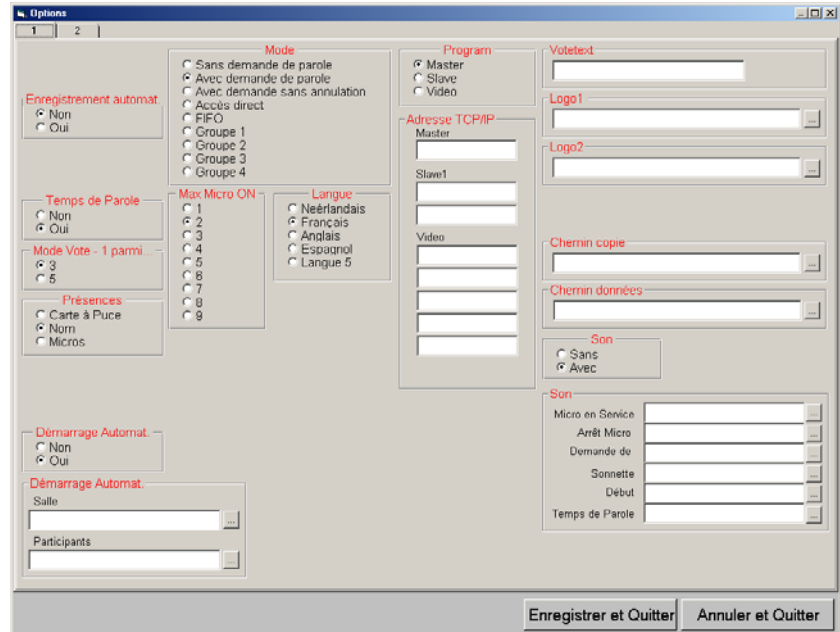 Options
1 2
Enregistrement automat.
Non
Oui
Temps de Parole
Non
Oui
Mode Vote - 1 parmi...
3
5
Présences
Carte à Puce
Nom
Micros
Démarrage Automat.
Non
Oui
Démarrage Automat.
Salle
...
Participants
...
Mode
Sans demande de parole
Avec demande de parole
Avec demande sans annulation
Accès direct
FIFO
Groupe 1
Groupe 2
Groupe 3
Groupe 4
Max Micro ON
1
2
3
4
5
6
7
8
9
Langue
Neérlandais
Français
Anglais
Espagnol
Langue 5
Program
Master
Slave
Video
Adresse TCP/IP
Master
Slave1
Video
Votetext
Logo1
...
Logo2
...
Chemin copie
...
Chemin données
...
Son
Sans
Avec
Son
Micro en Service ...
Arrêt Micro ...
Demande de ...
Sonnette ...
Début ...
Temps de Parole ...
Enregistrer et Quitter
Annuler et Quitter